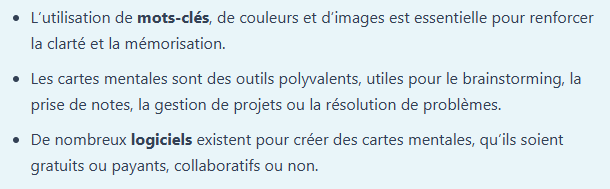 • L’utilisation de mots-clés, de couleurs et d’images est essentielle pour renforcer
la clarté et la mémorisation.
• Les cartes mentales sont des outils polyvalents, utiles pour le brainstorming, la
prise de notes, la gestion de projets ou la résolution de problèmes.
• De nombreux logiciels existent pour créer des cartes mentales, qu’ils soient
gratuits ou payants, collaboratifs ou non.